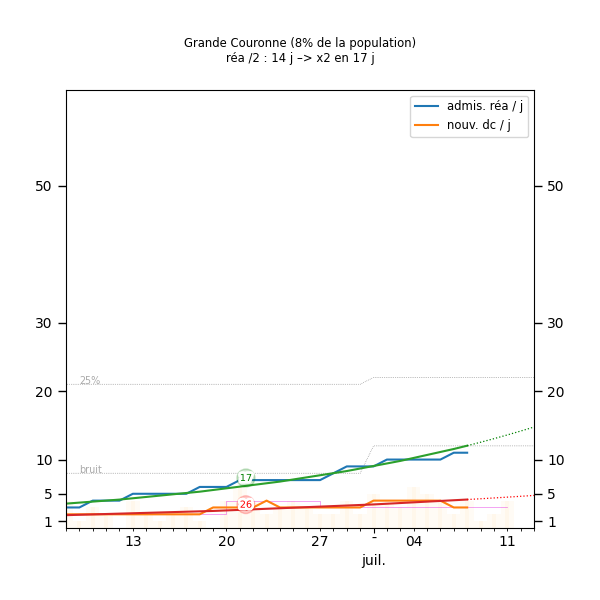 Grande Couronne (8% de la population)
réa /2 : 14 j –> x2 en 17 j
admis. réa / j
nouv. dc / j
50 50
30 30
25%
20 20
bruit
10 10
17
5 5
26
1 1
13 20 27 04 11
juil.